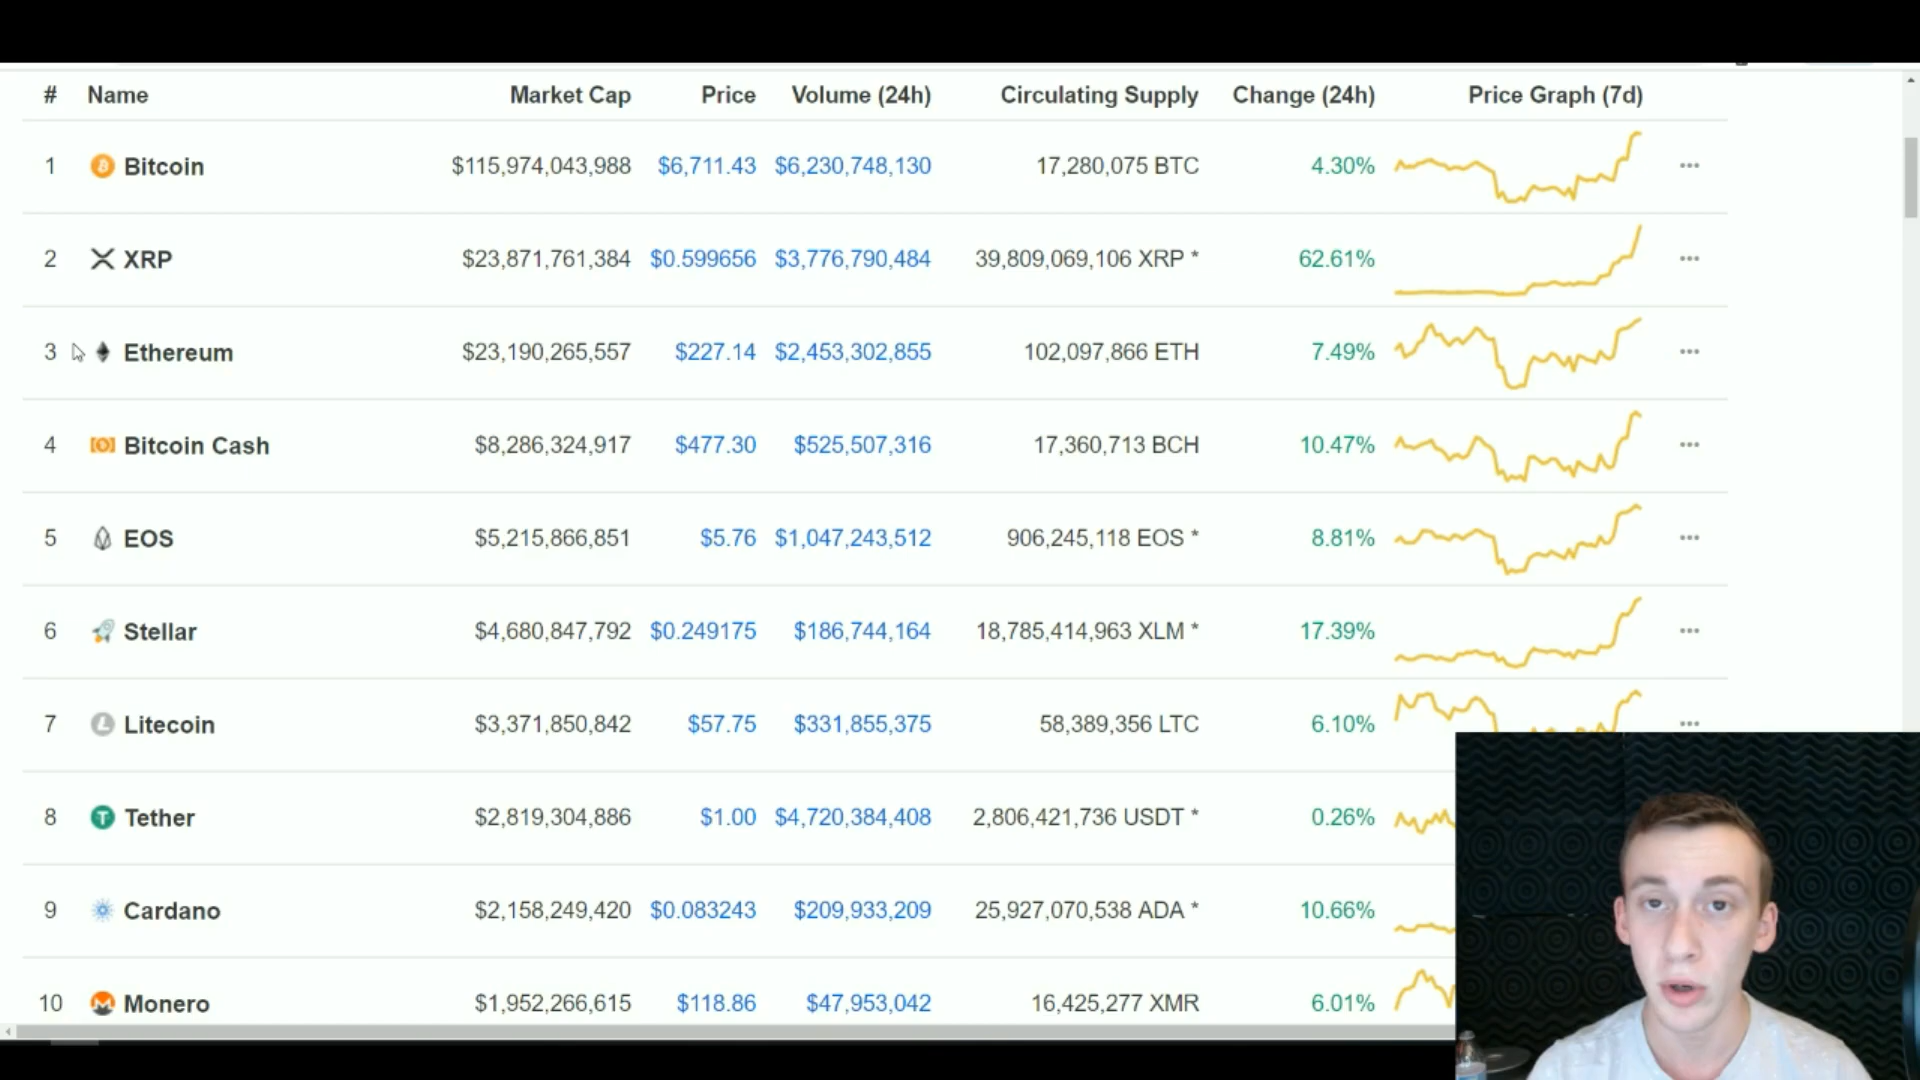 # Name Market Cap Price Volume (24h) Circulating Supply Change (24h) Price Graph (7d)
1 Bitcoin $115,974,043,988 $6,711.43 $6,230,748,130 17,280,075 BTC 4.30%
2 XRP $23,871,761,384 $0.599656 $3,776,790,484 39,809,069,106 XRP * 62.61%
3 Ethereum $23,190,265,557 $227.14 $2,453,302,855 102,097,866 ETH 7.49%
4 Bitcoin Cash $8,286,324,917 $477.30 $525,507,316 17,360,713 BCH 10.47%
5 EOS $5,215,866,851 $5.76 $1,047,243,512 906,245,118 EOS * 8.81%
6 Stellar $4,680,847,792 $0.249175 $186,744,164 18,785,414,963 XLM * 17.39%
7 Litecoin $3,371,850,842 $57.75 $331,855,375 58,389,356 LTC 6.10%
8 Tether $2,819,304,886 $1.00 $4,720,384,408 2,806,421,736 USDT * 0.26%
9 Cardano $2,158,249,420 $0.083243 $209,933,209 25,927,070,538 ADA * 10.66%
10 Monero $1,952,266,615 $118.86 $47,953,042 16,425,277 XMR 6.01%